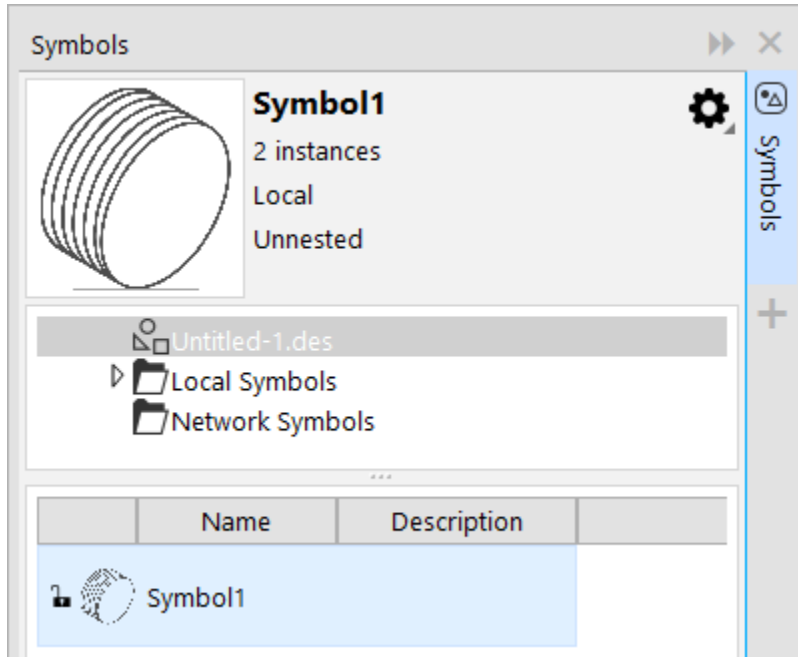 Symbols
Symbol1
2 instances
Local
Unnested
Symbols
Untitled-1.des
Local Symbols
Network Symbols
Name Description
Symbol1